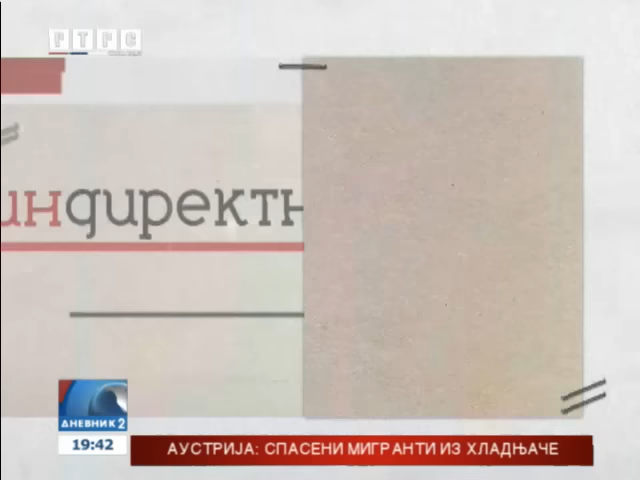 РТРС
индиректн
ДНЕВНИК 2
19:42
АУСТРИЈА: СПАСЕНИ МИГРАНТИ ИЗ ХЛАДЊАЧЕ